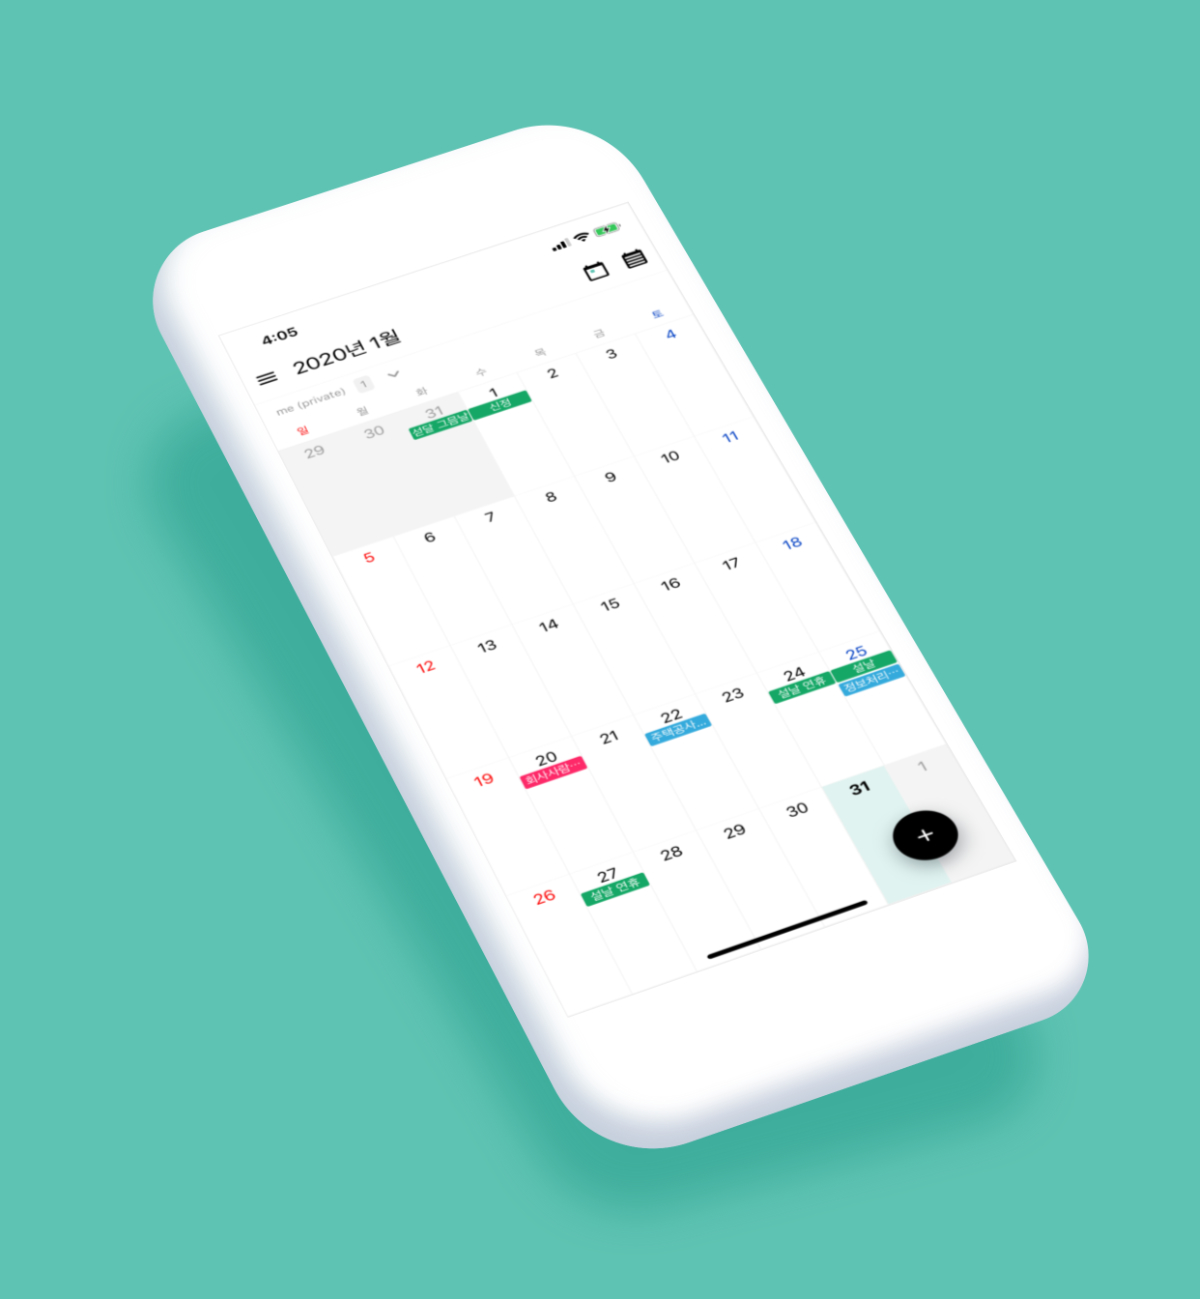 4:05
2020년 1월
me (private) 1
일 월 화 수 목 금 토
29 30 31 1 2 3 4
섣달 그믐날 신정
5 6 7 8 9 10 11
12 13 14 15 16 17 18
19 20 21 22 23 24 25
회사사람… 주택공사… 설날 연휴 설날
정보처리…
26 27 28 29 30 31 1
설날 연휴
+